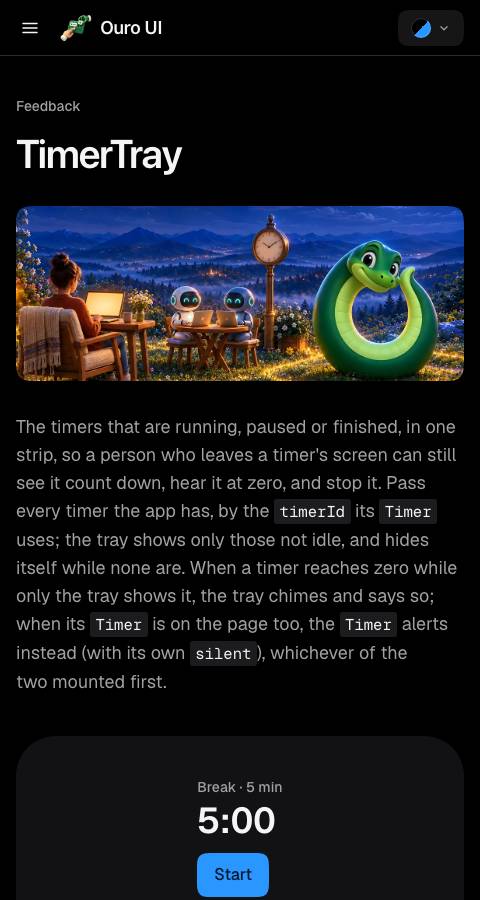 Ouro UI
Feedback
TimerTray
The timers that are running, paused or finished, in one
strip, so a person who leaves a timer's screen can still
see it count down, hear it at zero, and stop it. Pass
every timer the app has, by the timerId its Timer
uses; the tray shows only those not idle, and hides
itself while none are. When a timer reaches zero while
only the tray shows it, the tray chimes and says so;
when its Timer is on the page too, the Timer alerts
instead (with its own silent), whichever of the
two mounted first.
Break · 5 min
5:00
Start